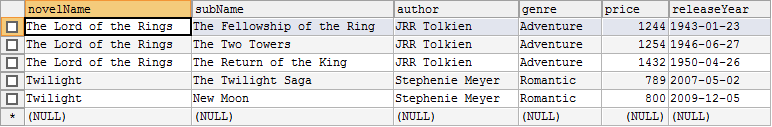 novelName subName author genre price releaseYear
The Lord of the Rings The Fellowship of the Ring JRR Tolkien Adventure 1244 1943-01-23
The Lord of the Rings The Two Towers JRR Tolkien Adventure 1254 1946-06-27
The Lord of the Rings The Return of the King JRR Tolkien Adventure 1432 1950-04-26
Twilight The Twilight Saga Stephenie Meyer Romantic 789 2007-05-02
Twilight New Moon Stephenie Meyer Romantic 800 2009-12-05
* (NULL) (NULL) (NULL) (NULL) (NULL) (NULL)